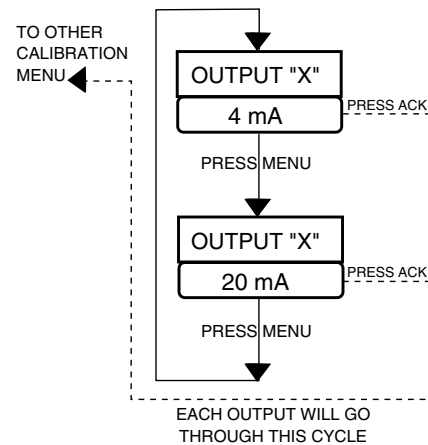 TO OTHER
CALIBRATION
MENU
OUTPUT "X"
4 mA
PRESS ACK
PRESS MENU
OUTPUT "X"
20 mA
PRESS ACK
PRESS MENU
EACH OUTPUT WILL GO
THROUGH THIS CYCLE